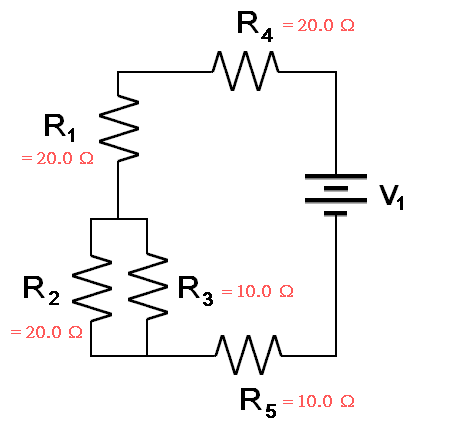 R4 = 20.0 Ω
R1
= 20.0 Ω
V1
R2
= 20.0 Ω
R3 = 10.0 Ω
R5 = 10.0 Ω